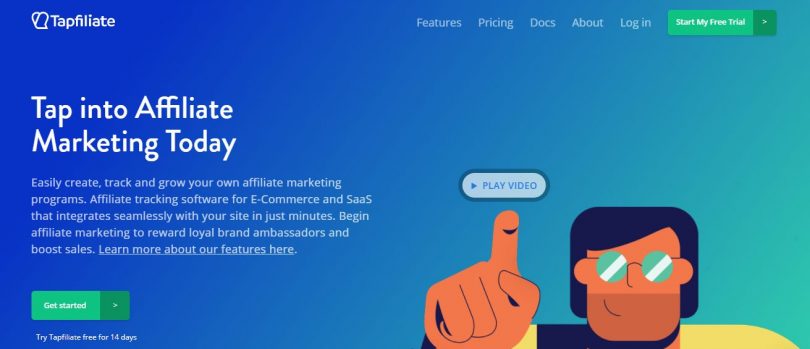 Tapfiliate
Features
Pricing
Docs
About
Log in
Start My Free Trial >
Tap into Affiliate
Marketing Today
Easily create, track and grow your own affiliate marketing
programs. Affiliate tracking software for E-Commerce and SaaS
that integrates seamlessly with your site in just minutes. Begin
affiliate marketing to reward loyal brand ambassadors and
boost sales. Learn more about our features here.
PLAY VIDEO
Get started >
Try Tapfiliate free for 14 days